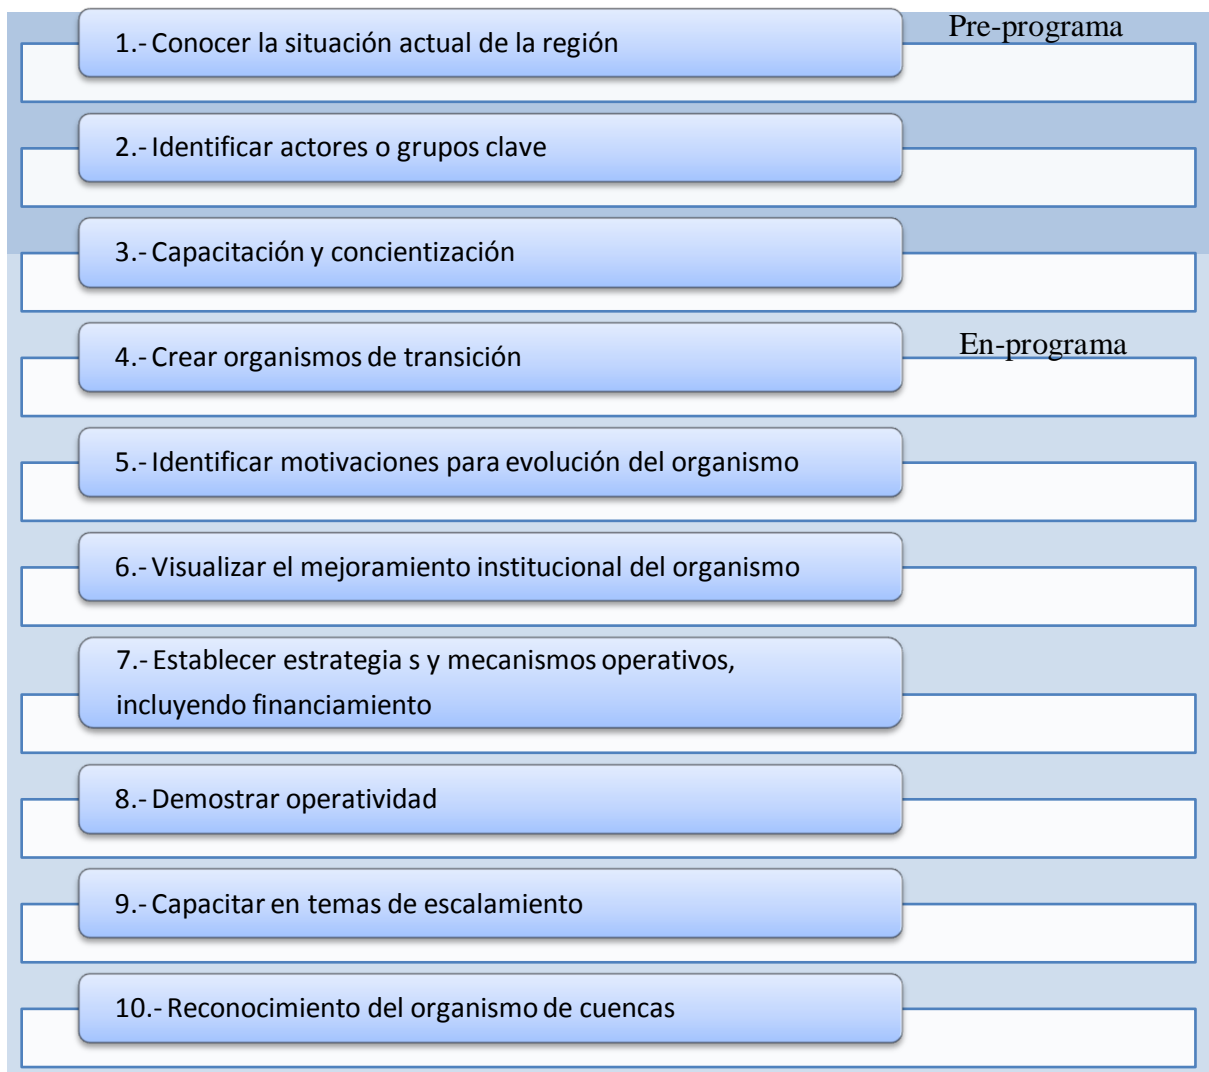 Pre-programa
1.- Conocer la situación actual de la región
2.- Identificar actores o grupos clave
3.- Capacitación y concientización
En-programa
4.- Crear organismos de transición
5.- Identificar motivaciones para evolución del organismo
6.- Visualizar el mejoramiento institucional del organismo
7.- Establecer estrategia s y mecanismos operativos,
incluyendo financiamiento
8.- Demostrar operatividad
9.- Capacitar en temas de escalamiento
10.- Reconocimiento del organismo de cuencas